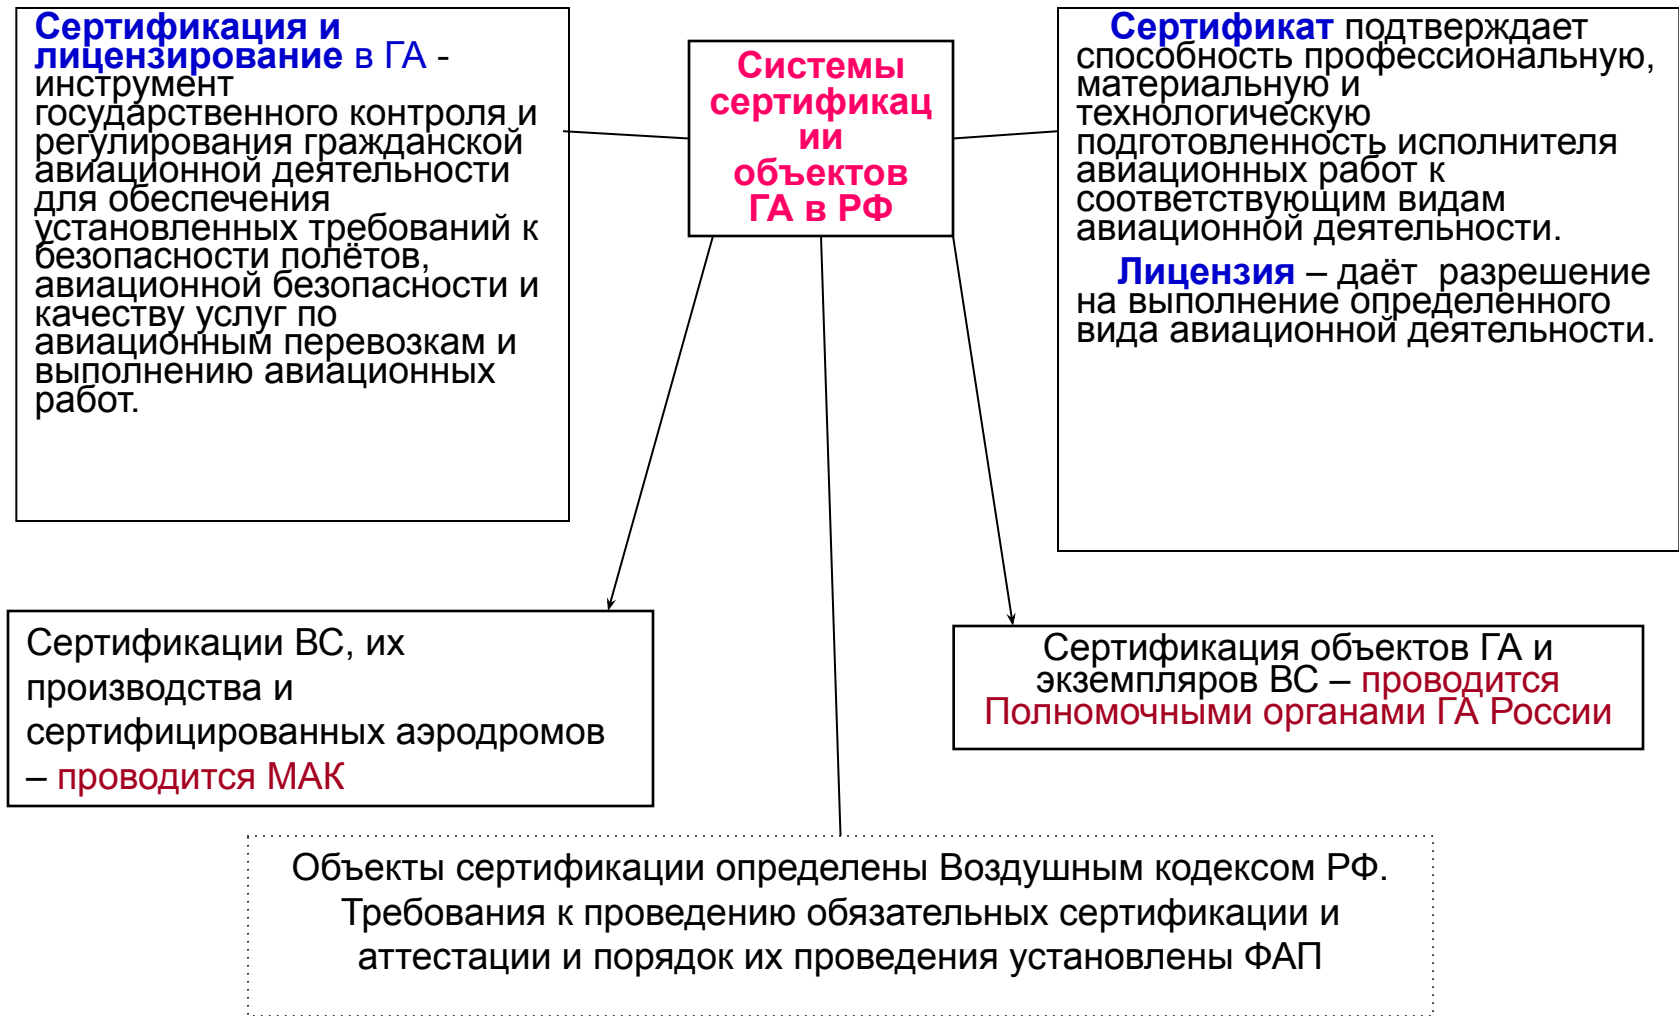 Сертификация и
лицензирование в ГА -
инструмент
государственного контроля и
регулирования гражданской
авиационной деятельности
для обеспечения
установленных требований к
безопасности полётов,
авиационной безопасности и
качеству услуг по
авиационным перевозкам и
выполнению авиационных
работ.
Системы
сертификац
ии
объектов
ГА в РФ
Сертификат подтверждает
способность профессиональную,
материальную и
технологическую
подготовленность исполнителя
авиационных работ к
соответствующим видам
авиационной деятельности.
Лицензия – даёт разрешение
на выполнение определенного
вида авиационной деятельности.
Сертификации ВС, их
производства и
сертифицированных аэродромов
– проводится МАК
Сертификация объектов ГА и
экземпляров ВС – проводится
Полномочными органами ГА России
Объекты сертификации определены Воздушным кодексом РФ.
Требования к проведению обязательных сертификации и
аттестации и порядок их проведения установлены ФАП